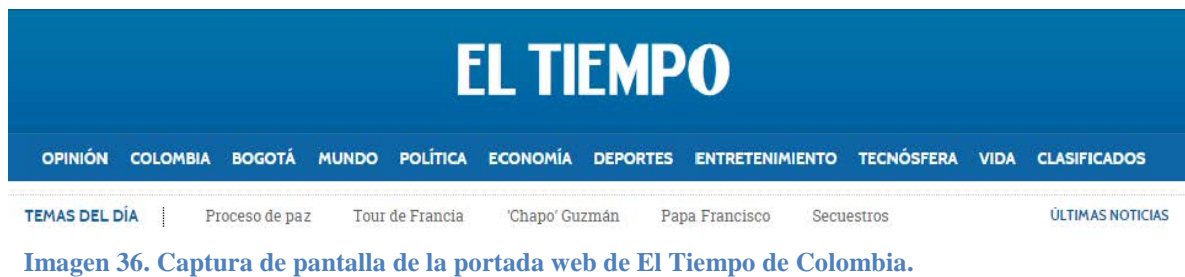 EL TIEMPO
OPINIÓN COLOMBIA BOGOTÁ MUNDO POLÍTICA ECONOMÍA DEPORTES ENTRETENIMIENTO TECNÓSFERA VIDA CLASIFICADOS
TEMAS DEL DÍA Proceso de paz Tour de Francia 'Chapo' Guzmán Papa Francisco Secuestros ÚLTIMAS NOTICIAS
Imagen 36. Captura de pantalla de la portada web de El Tiempo de Colombia.